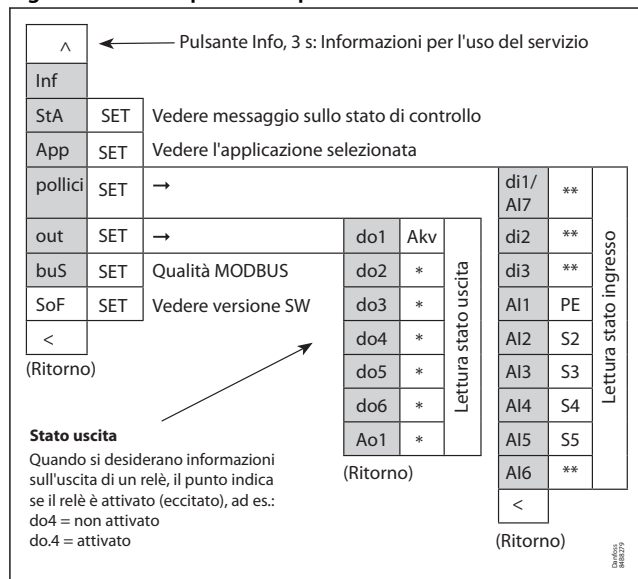 ^ Pulsante Info, 3 s: Informazioni per l'uso del servizio
Inf
StA SET Vedere messaggio sullo stato di controllo
App SET Vedere l'applicazione selezionata
pollici SET → di1/AI7 **
out SET → do1 Akv di2 **
buS SET Qualità MODBUS do2 * di3 **
SoF SET Vedere versione SW do3 * AI1 PE
< do4 * AI2 S2
(Ritorno) do5 * AI3 S3
do6 * AI4 S4
Ao1 * AI5 S5
(Ritorno) AI6 **
<
(Ritorno)
Lettura stato uscita
Lettura stato ingresso
Stato uscita
Quando si desiderano informazioni
sull'uscita di un relè, il punto indica
se il relè è attivato (eccitato), ad es.:
do4 = non attivato
do.4 = attivato
Danfoss
84B8279